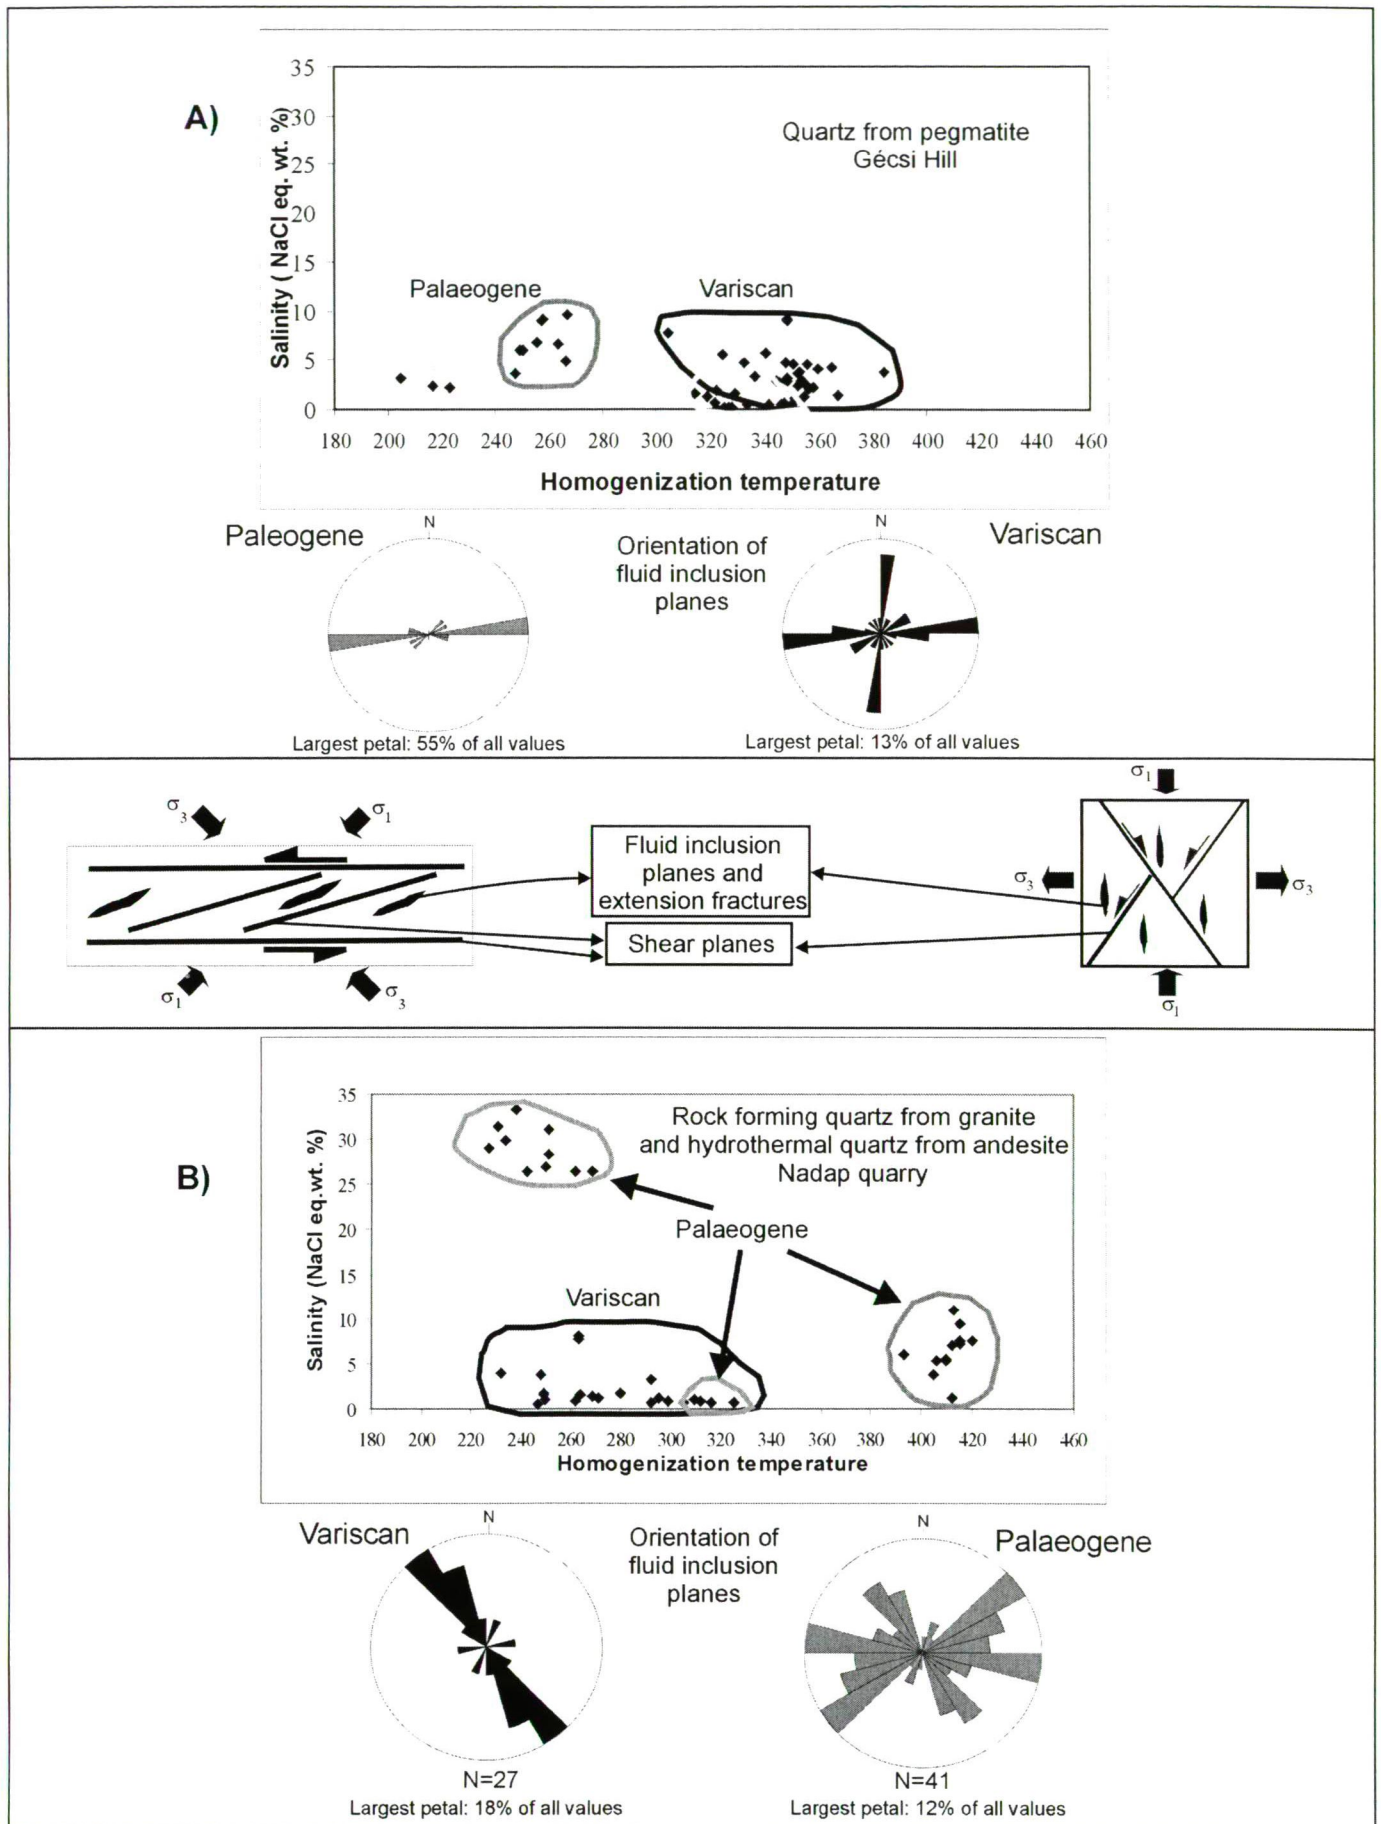 A)
Salinity ( NaCl eq. wt. %)
35
30
25
20
15
10
5
0
Quartz from pegmatite
Gécsi Hill
Palaeogene
Variscan
180 200 220 240 260 280 300 320 340 360 380 400 420 440 460
Homogenization temperature
Paleogene
N
Orientation of
fluid inclusion
planes
N
Variscan
Largest petal: 55% of all values
Largest petal: 13% of all values
σ3
σ1
σ1
σ3
Fluid inclusion
planes and
extension fractures
Shear planes
σ1
σ3
σ3
σ1
B)
Salinity (NaCl eq.wt. %)
35
30
25
20
15
10
5
0
Rock forming quartz from granite
and hydrothermal quartz from andesite
Nadap quarry
Palaeogene
Variscan
180 200 220 240 260 280 300 320 340 360 380 400 420 440 460
Homogenization temperature
Variscan
N
Orientation of
fluid inclusion
planes
N
Palaeogene
N=27
Largest petal: 18% of all values
N=41
Largest petal: 12% of all values